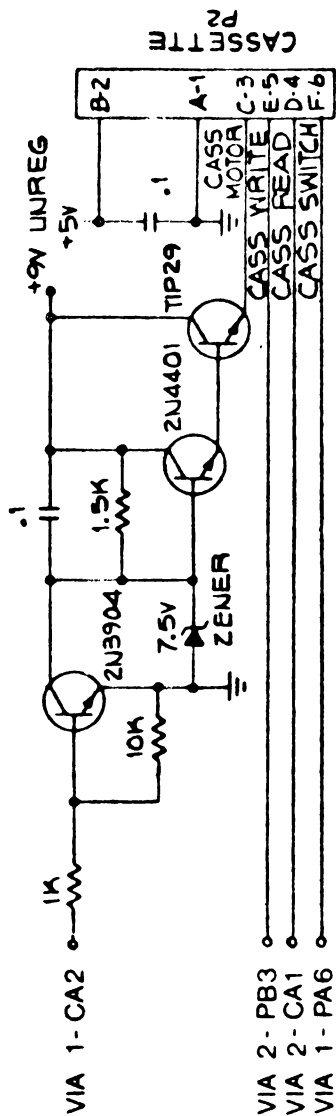 VIA 1-CA2
1K
10K
2N3904
.1
1.5K
7.5V
ZENER
2N4401
TIP29
+9V UNREG
+5V
.1
CASSETTE
P2
B-2
A-1
C-3
E-5
D-4
F-6
CASS
MOTOR
CASS WRITE
CASS READ
CASS SWITCH
VIA 2-PB3
VIA 2-CA1
VIA 1-PA6